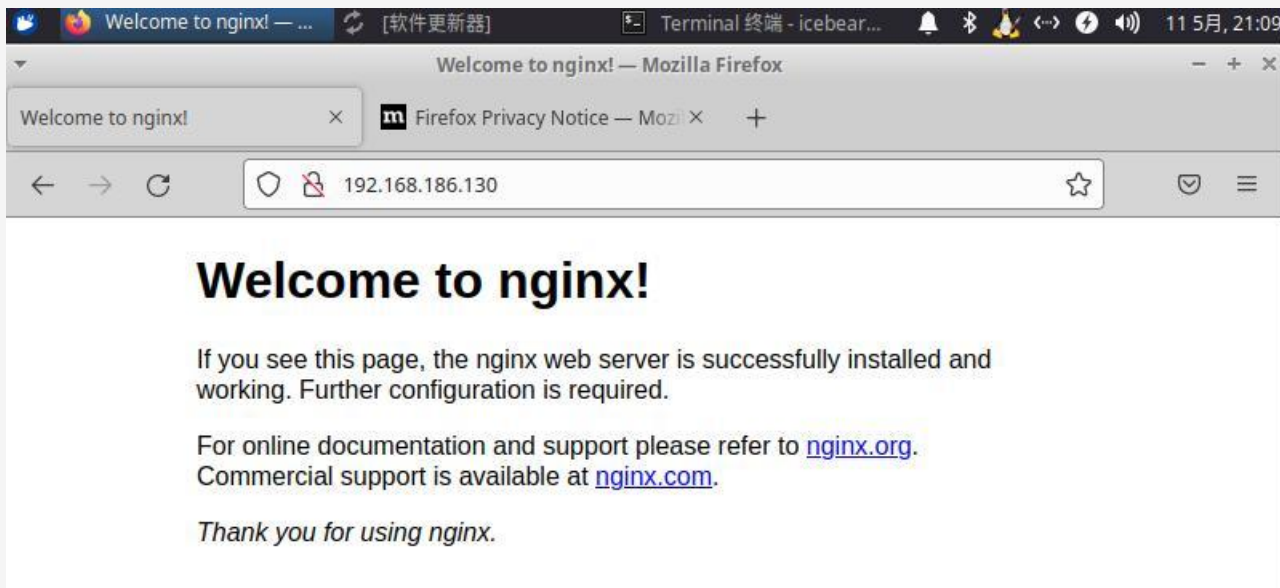 Welcome to nginx! — ... [软件更新器] Terminal 终端 - icebear... 11 5月, 21:09
Welcome to nginx! — Mozilla Firefox
Welcome to nginx! m Firefox Privacy Notice — Mozil
192.168.186.130
Welcome to nginx!
If you see this page, the nginx web server is successfully installed and
working. Further configuration is required.
For online documentation and support please refer to nginx.org.
Commercial support is available at nginx.com.
Thank you for using nginx.